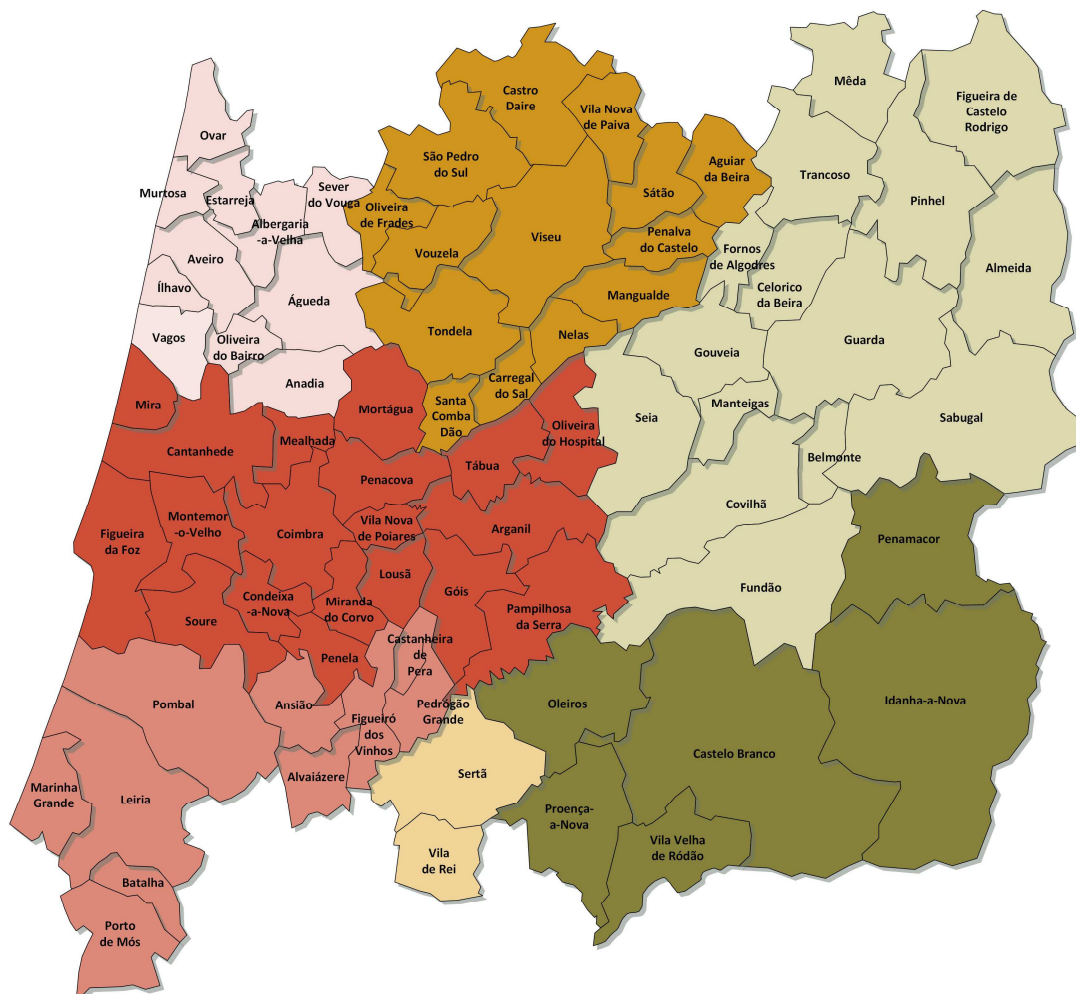 Mêda
Figueira de
Castelo
Rodrigo
Castro
Daire
Vila Nova
de Paiva
Ovar
São Pedro
do Sul
Aguiar
da Beira
Trancoso
Sátão
Pinhel
Murtosa
Estarreja
Sever
do Vouga
Oliveira
de Frades
Albergaria
-a-Velha
Viseu
Penalva
do Castelo
Vouzela
Fornos
de Algodres
Almeida
Aveiro
Ílhavo
Águeda
Mangualde
Celorico
da Beira
Vagos
Oliveira
do Bairro
Tondela
Nelas
Gouveia
Guarda
Anadia
Carregal
do Sal
Mira
Mortágua
Santa
Comba
Dão
Manteigas
Seia
Sabugal
Oliveira
do Hospital
Cantanhede
Mealhada
Tábua
Belmonte
Penacova
Covilhã
Montemor
-o-Velho
Figueira
da Foz
Coimbra
Vila Nova
de Poiares
Arganil
Penamacor
Lousã
Góis
Fundão
Condeixa
-a-Nova
Soure
Miranda
do Corvo
Pampilhosa
da Serra
Castanheira
de
Pera
Penela
Pombal
Ansião
Pedrógão
Grande
Oleiros
Idanha-a-Nova
Figueiró
dos
Vinhos
Castelo Branco
Alvaiázere
Sertã
Marinha
Grande
Leiria
Proença-
a-Nova
Vila Velha
de Ródão
Vila
de Rei
Batalha
Porto
de Mós